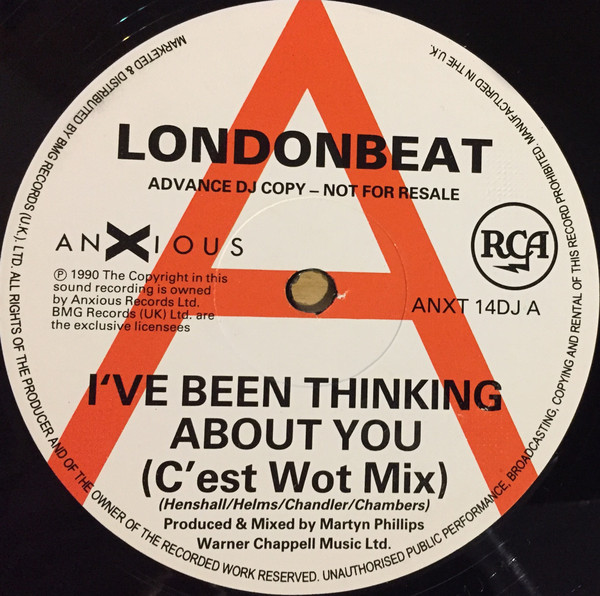 LONDONBEAT
ADVANCE DJ COPY – NOT FOR RESALE
ANXIOUS
RCA
℗ 1990 The Copyright in this
sound recording is owned
by Anxious Records Ltd.
BMG Records (UK) Ltd. are
the exclusive licensees
ANXT 14DJ A
I'VE BEEN THINKING
ABOUT YOU
(C'est Wot Mix)
(Henshall/Helms/Chandler/Chambers)
Produced & Mixed by Martyn Phillips
Warner Chappell Music Ltd.
MARKETED & DISTRIBUTED BY BMG RECORDS (UK), LTD. ALL RIGHTS OF THE PRODUCER AND OF THE OWNER OF THE RECORDED WORK RESERVED. UNAUTHORISED PUBLIC PERFORMANCE, BROADCASTING, COPYING AND RENTAL OF THIS RECORD PROHIBITED. MANUFACTURED IN THE U.K.